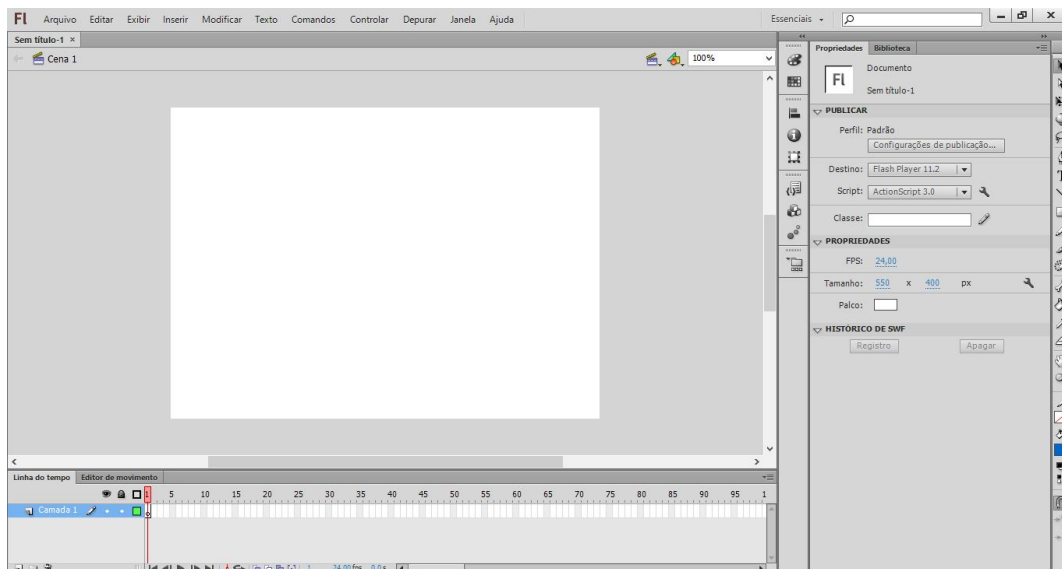 Fl Arquivo Editar Exibir Inserir Modificar Texto Comandos Controlar Depurar Janela Ajuda Essenciais
Sem título-1 ×
Cena 1 100%
Propriedades Biblioteca
Fl
Documento
Sem título-1
PUBLICAR
Perfil: Padrão
Configurações de publicação...
Destino: Flash Player 11.2
Script: ActionScript 3.0
Classe:
PROPRIEDADES
FPS: 24,00
Tamanho: 550 x 400 px
Palco:
HISTÓRICO DE SWF
Registro Apagar
Linha do tempo Editor de movimento
1 5 10 15 20 25 30 35 40 45 50 55 60 65 70 75 80 85 90 95 1
Camada 1
1 24,00 fps 0,0 s